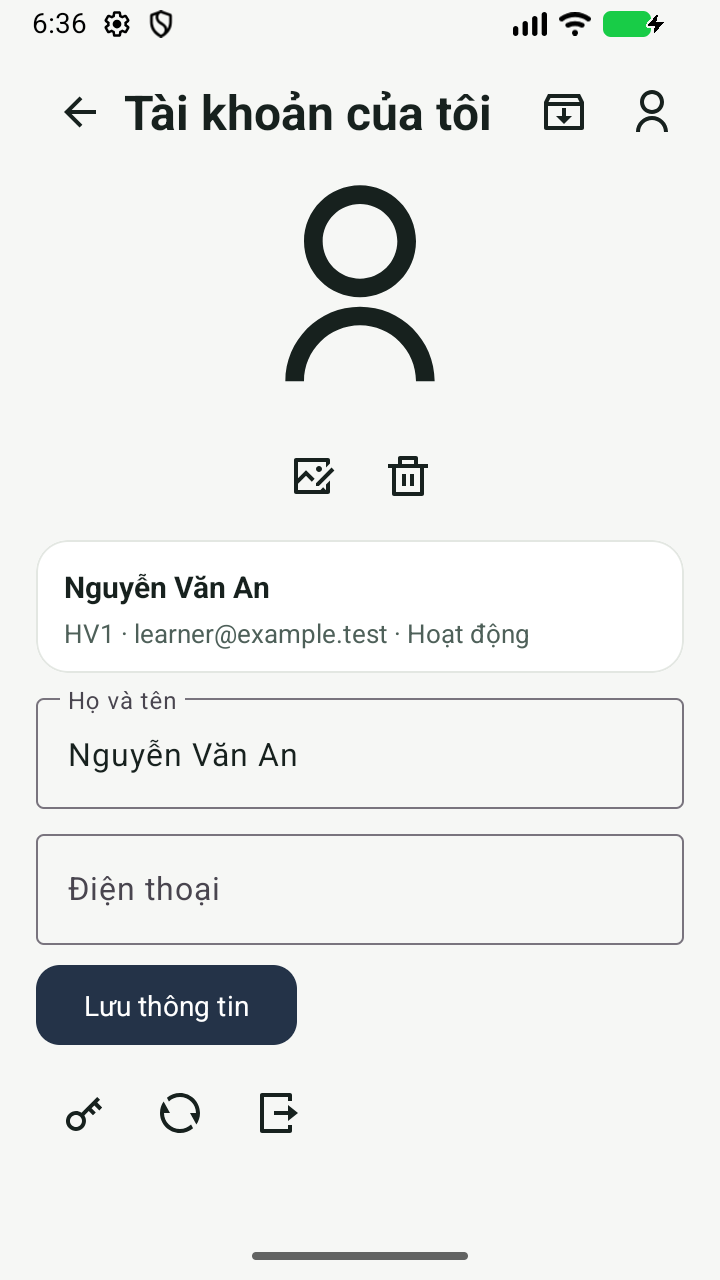 6:36
Tài khoản của tôi
Nguyễn Văn An
HV1 · learner@example.test · Hoạt động
Họ và tên
Nguyễn Văn An
Điện thoại
Lưu thông tin